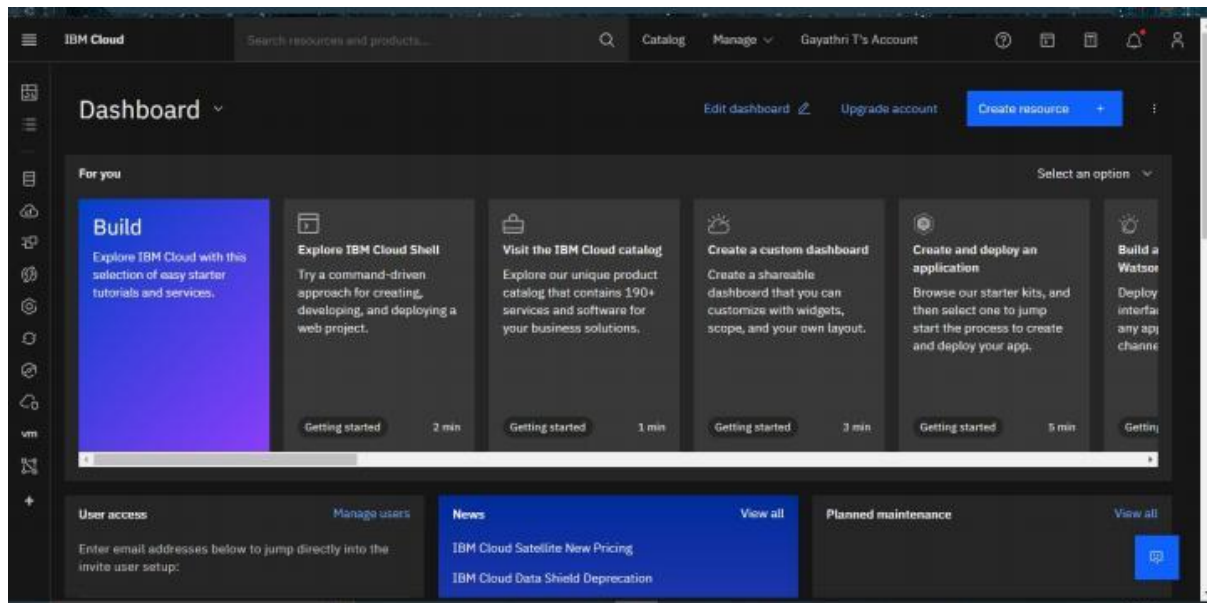 IBM Cloud
Search resources and products...
Catalog
Manage
Gayathri T's Account
Dashboard
Edit dashboard
Upgrade account
Create resource +
For you
Select an option
Build
Explore IBM Cloud with this
selection of easy starter
tutorials and services.
Explore IBM Cloud Shell
Try a command-driven
approach for creating,
developing, and deploying a
web project.
Getting started
2 min
Visit the IBM Cloud catalog
Explore our unique product
catalog that contains 190+
services and software for
your business solutions.
Getting started
1 min
Create a custom dashboard
Create a shareable
dashboard that you can
customize with widgets,
scope, and your own layout.
Getting started
3 min
Create and deploy an
application
Browse our starter kits, and
then select one to jump
start the process to create
and deploy your app.
Getting started
5 min
Build a
Watson
Deploy
interfa
any app
channe
Getting
vm
User access
Manage users
Enter email addresses below to jump directly into the
invite user setup:
News
View all
IBM Cloud Satellite New Pricing
IBM Cloud Data Shield Deprecation
Planned maintenance
View all